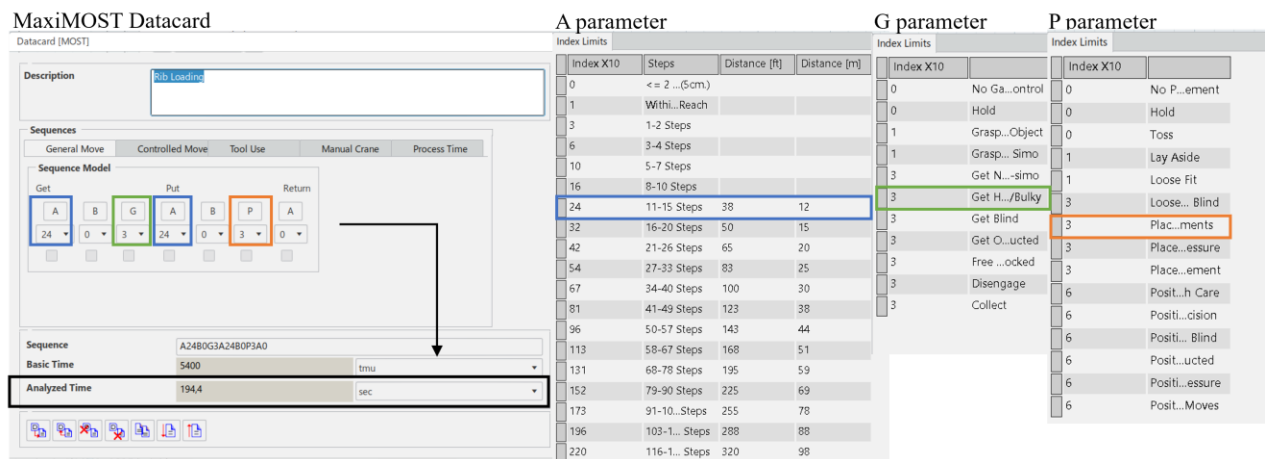 MaxiMOST Datacard
Datacard [MOST]
Description
Rib Loading
Sequences
General Move Controlled Move Tool Use Manual Crane Process Time
Sequence Model
Get Put Return
A B G A B P A
24 0 3 24 0 3 0
Sequence A24B0G3A24B0P3A0
Basic Time 5400 tmu
Analyzed Time 194,4 sec
A parameter
Index Limits
Index X10 Steps Distance [ft] Distance [m]
0 <= 2 ...(5cm.)
1 Withi...Reach
3 1-2 Steps
6 3-4 Steps
10 5-7 Steps
16 8-10 Steps
24 11-15 Steps 38 12
32 16-20 Steps 50 15
42 21-26 Steps 65 20
54 27-33 Steps 83 25
67 34-40 Steps 100 30
81 41-49 Steps 123 38
96 50-57 Steps 143 44
113 58-67 Steps 168 51
131 68-78 Steps 195 59
152 79-90 Steps 225 69
173 91-10...Steps 255 78
196 103-1... Steps 288 88
220 116-1... Steps 320 98
G parameter
Index Limits
Index X10
0 No Ga...ontrol
0 Hold
1 Grasp...Object
1 Grasp... Simo
3 Get N...-simo
3 Get H.../Bulky
3 Get Blind
3 Get O...ucted
3 Free ...ocked
3 Disengage
3 Collect
P parameter
Index Limits
Index X10
0 No P...ement
0 Hold
0 Toss
1 Lay Aside
1 Loose Fit
3 Loose... Blind
3 Plac...ments
3 Place...essure
3 Place...ement
6 Posit...h Care
6 Positi...cision
6 Positi... Blind
6 Posit...ucted
6 Positi...essure
6 Posit...Moves